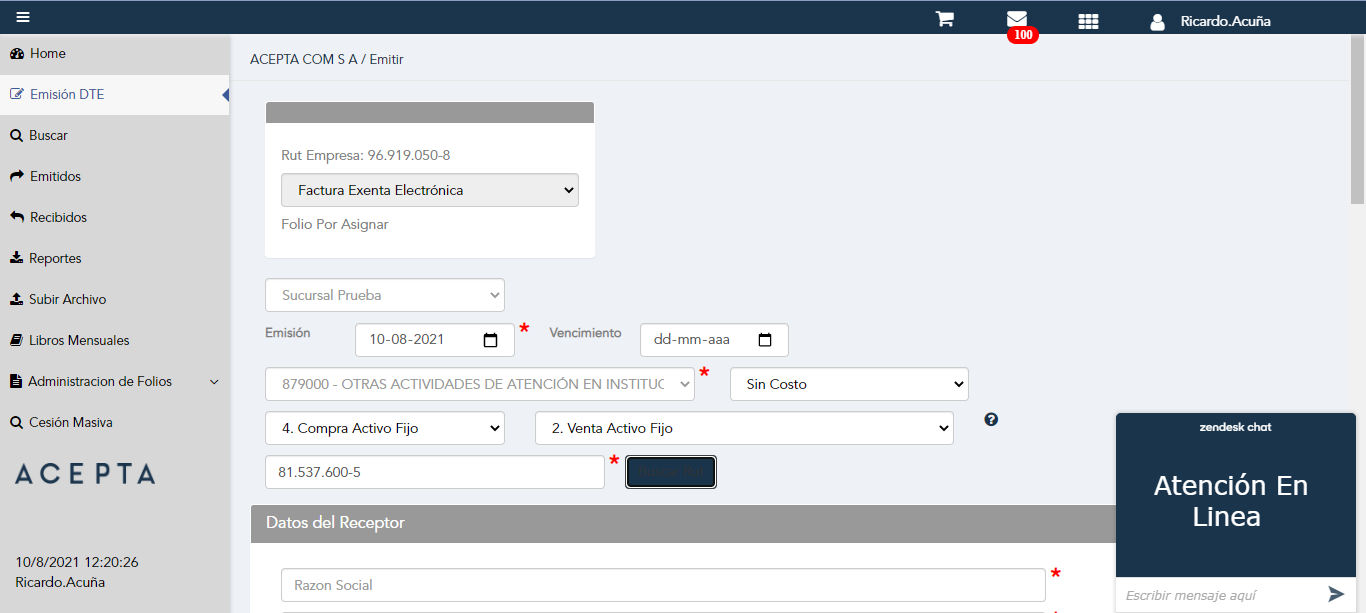 100
Ricardo.Acuña
Home
Emisión DTE
Buscar
Emitidos
Recibidos
Reportes
Subir Archivo
Libros Mensuales
Administracion de Folios
Cesión Masiva
ACEPTA
10/8/2021 12:20:26
Ricardo.Acuña
ACEPTA COM S A / Emitir
Rut Empresa: 96.919.050-8
Factura Exenta Electrónica
Folio Por Asignar
Sucursal Prueba
Emisión 10-08-2021 * Vencimiento dd-mm-aaa
879000 - OTRAS ACTIVIDADES DE ATENCIÓN EN INSTITUC * Sin Costo
4. Compra Activo Fijo 2. Venta Activo Fijo
81.537.600-5 *
Datos del Receptor
Razon Social *
zendesk chat
Atención En
Linea
Escribir mensaje aquí